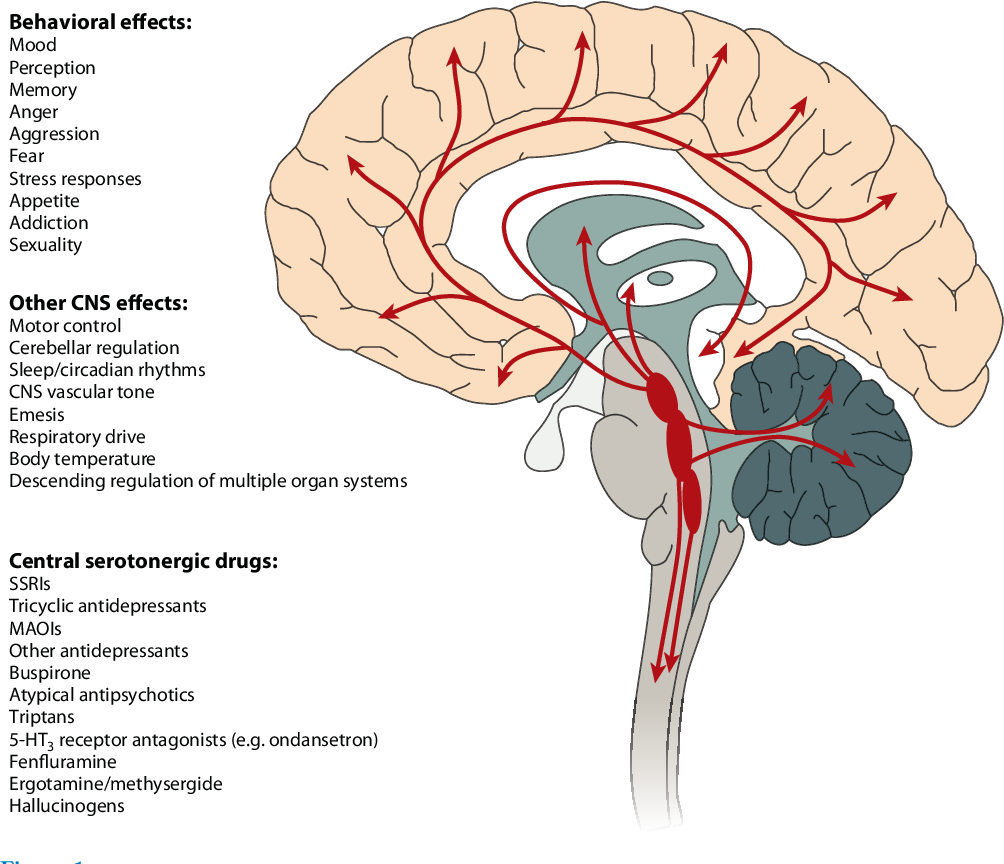 Behavioral effects:
Mood
Perception
Memory
Anger
Aggression
Fear
Stress responses
Appetite
Addiction
Sexuality
Other CNS effects:
Motor control
Cerebellar regulation
Sleep/circadian rhythms
CNS vascular tone
Emesis
Respiratory drive
Body temperature
Descending regulation of multiple organ systems
Central serotonergic drugs:
SSRIs
Tricyclic antidepressants
MAOIs
Other antidepressants
Buspirone
Atypical antipsychotics
Triptans
5-HT₃ receptor antagonists (e.g. ondansetron)
Fenfluramine
Ergotamine/methysergide
Hallucinogens